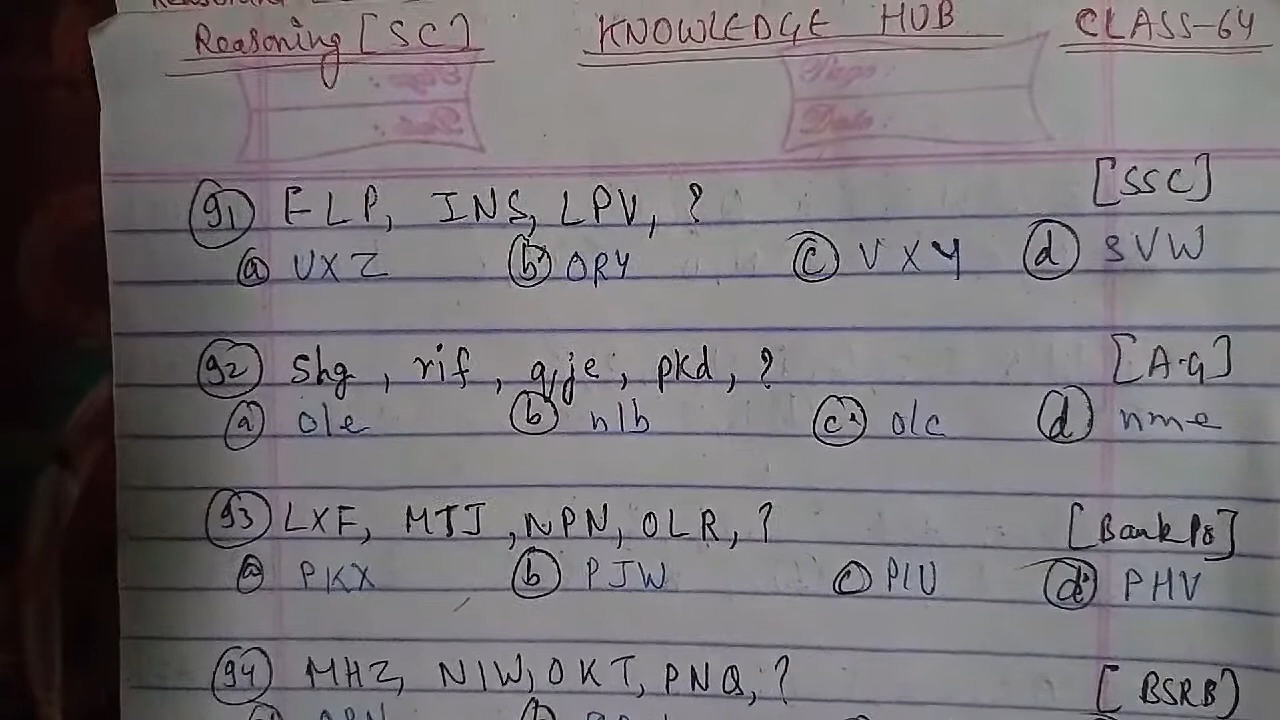 Reasoning [SC] KNOWLEDGE HUB CLASS-64
91 FLP, INS, LPV, ? [SSC]
a UXZ b ORY c VXY d SVW
92 shg, rif, qje, pkd, ? [A.G]
a ole b nlb c olc d nme
93 LXF, MTJ, NPN, OLR, ? [Bank PO]
a PKX b PJW c PIU d PHV
94 MHZ, NIW, OKT, PNQ, ? [BSRB]